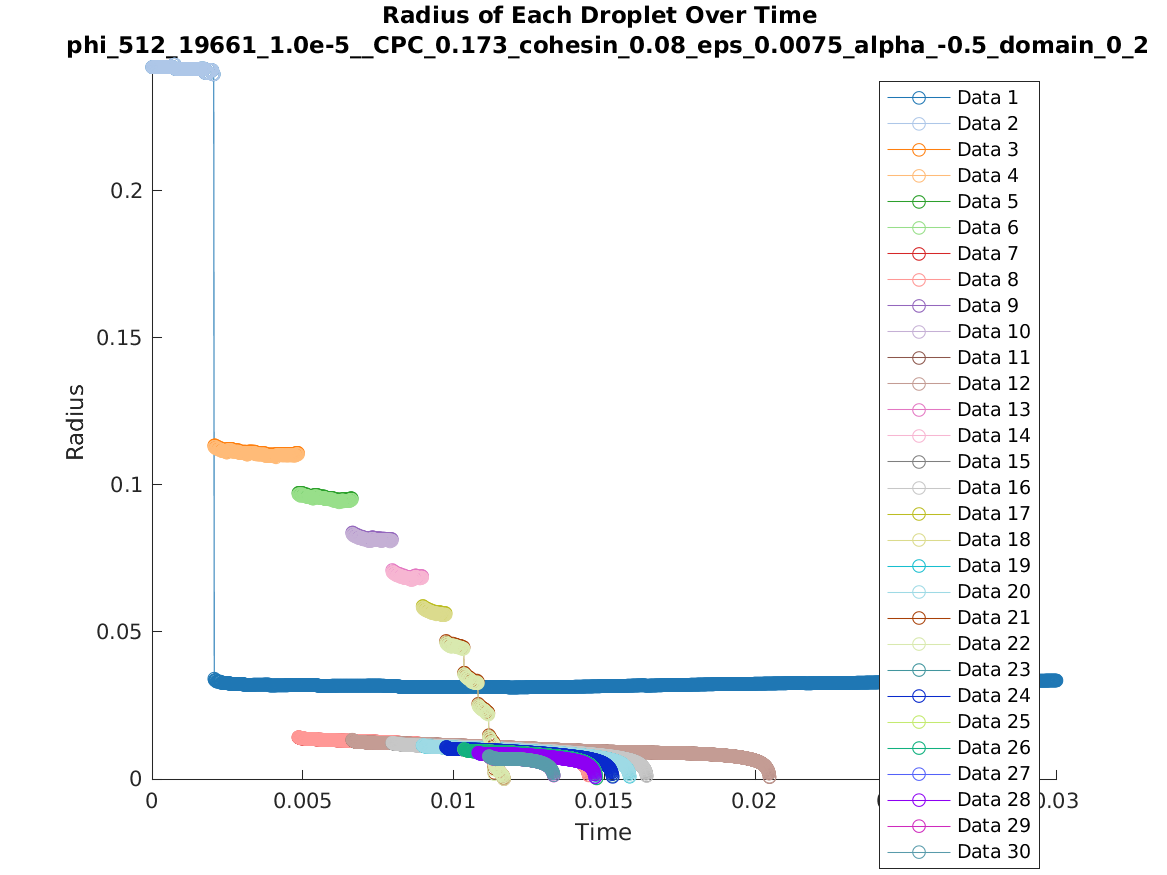 Radius of Each Droplet Over Time
phi_512_19661_1.0e-5__CPC_0.173_cohesin_0.08_eps_0.0075_alpha_-0.5_domain_0_2
Radius
0.2
0.15
0.1
0.05
0
0
0.005
0.01
0.015
0.02
0.03
Time
Data 1
Data 2
Data 3
Data 4
Data 5
Data 6
Data 7
Data 8
Data 9
Data 10
Data 11
Data 12
Data 13
Data 14
Data 15
Data 16
Data 17
Data 18
Data 19
Data 20
Data 21
Data 22
Data 23
Data 24
Data 25
Data 26
Data 27
Data 28
Data 29
Data 30